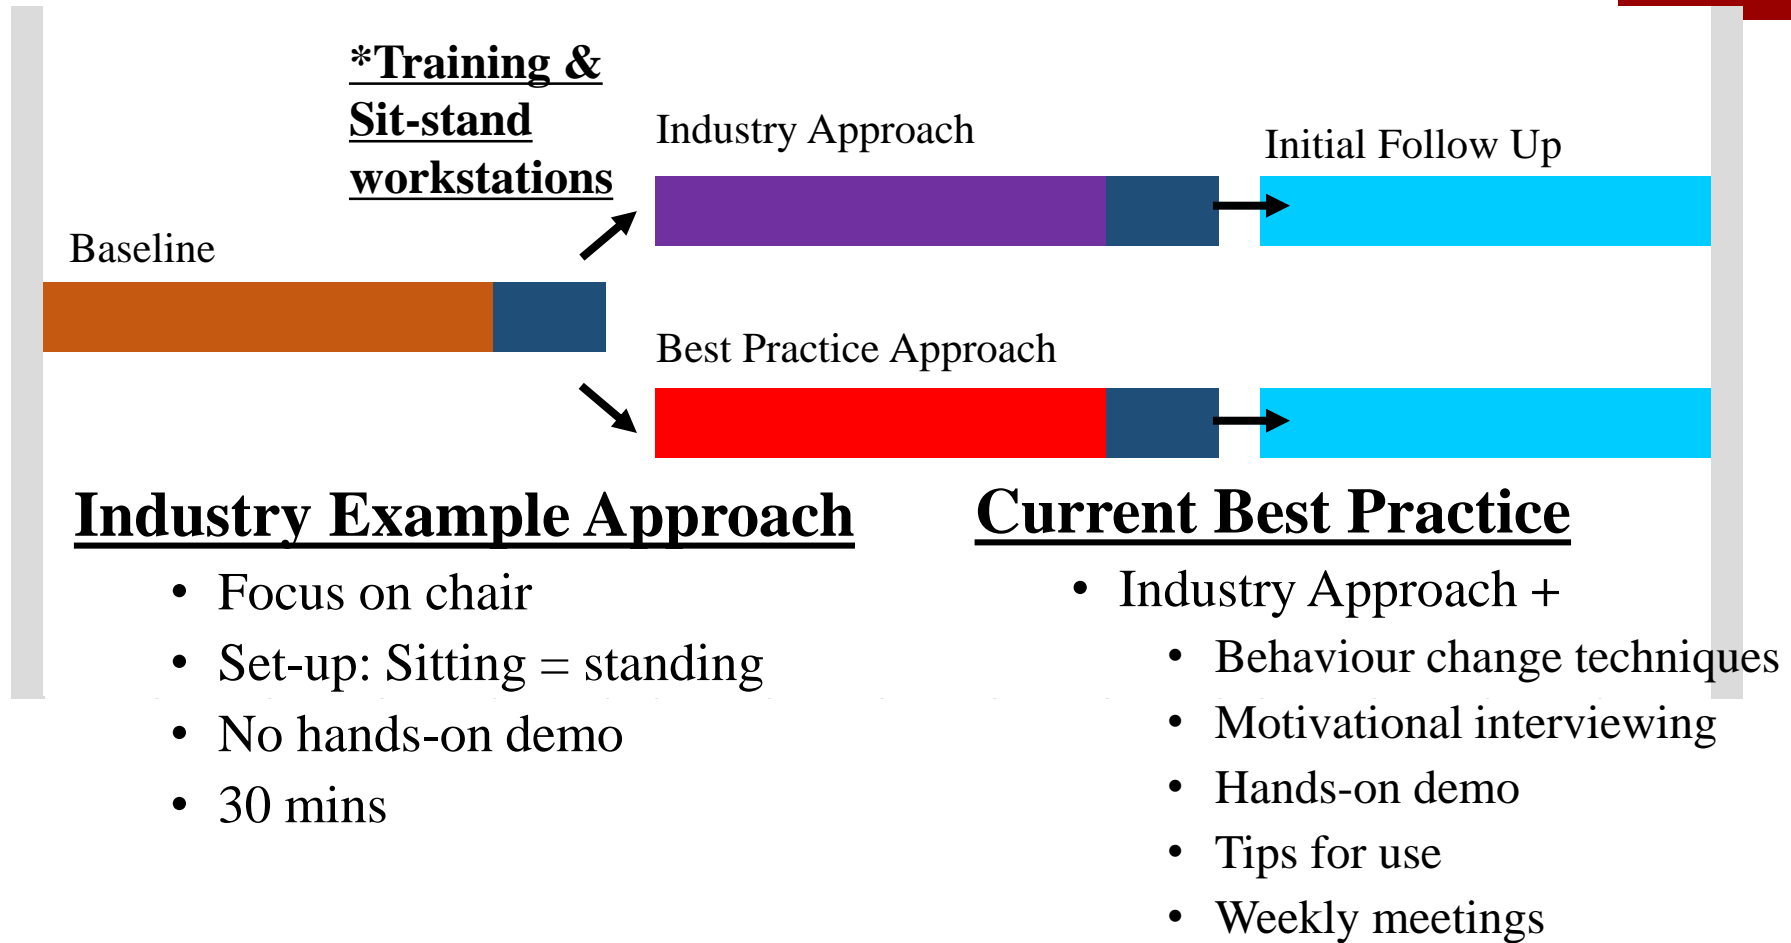 *Training &
Sit-stand
workstations
Industry Approach
Initial Follow Up
Baseline
Best Practice Approach
Industry Example Approach
• Focus on chair
• Set-up: Sitting = standing
• No hands-on demo
• 30 mins
Current Best Practice
• Industry Approach +
• Behaviour change techniques
• Motivational interviewing
• Hands-on demo
• Tips for use
• Weekly meetings